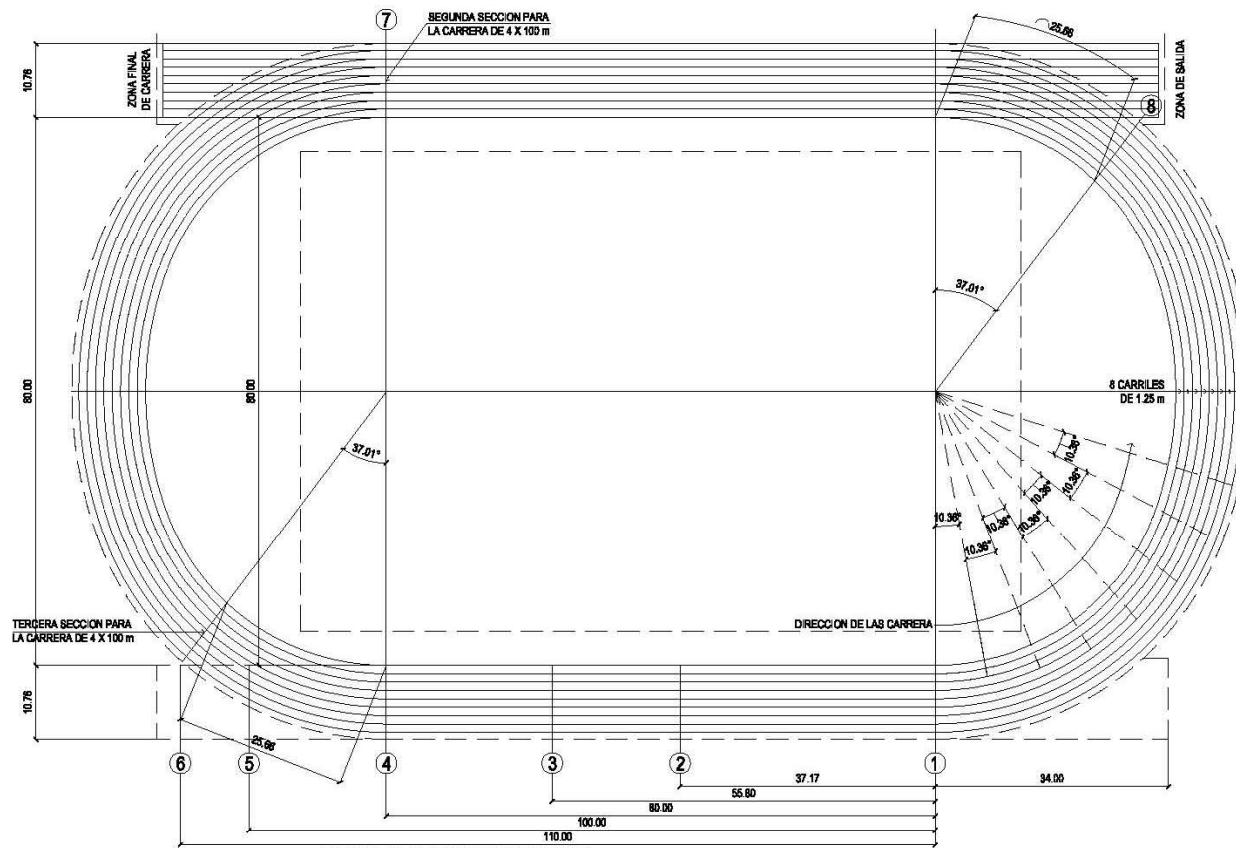 7
SEGUNDA SECCION PARA
LA CARRERA DE 4 X 100 m
25.66
10.76
ZONA FINAL
DE CARRERA
ZONA DE SALIDA
8
37.01°
80.00
80.00
8 CARRILES
DE 1.25 m
37.01°
10.36°
10.36°
10.36°
10.36°
10.36°
10.36°
10.36°
TERCERA SECCION PARA
LA CARRERA DE 4 X 100 m
DIRECCION DE LAS CARRERA
10.76
25.66
6
5
4
3
2
1
37.17
34.00
55.80
80.00
100.00
110.00